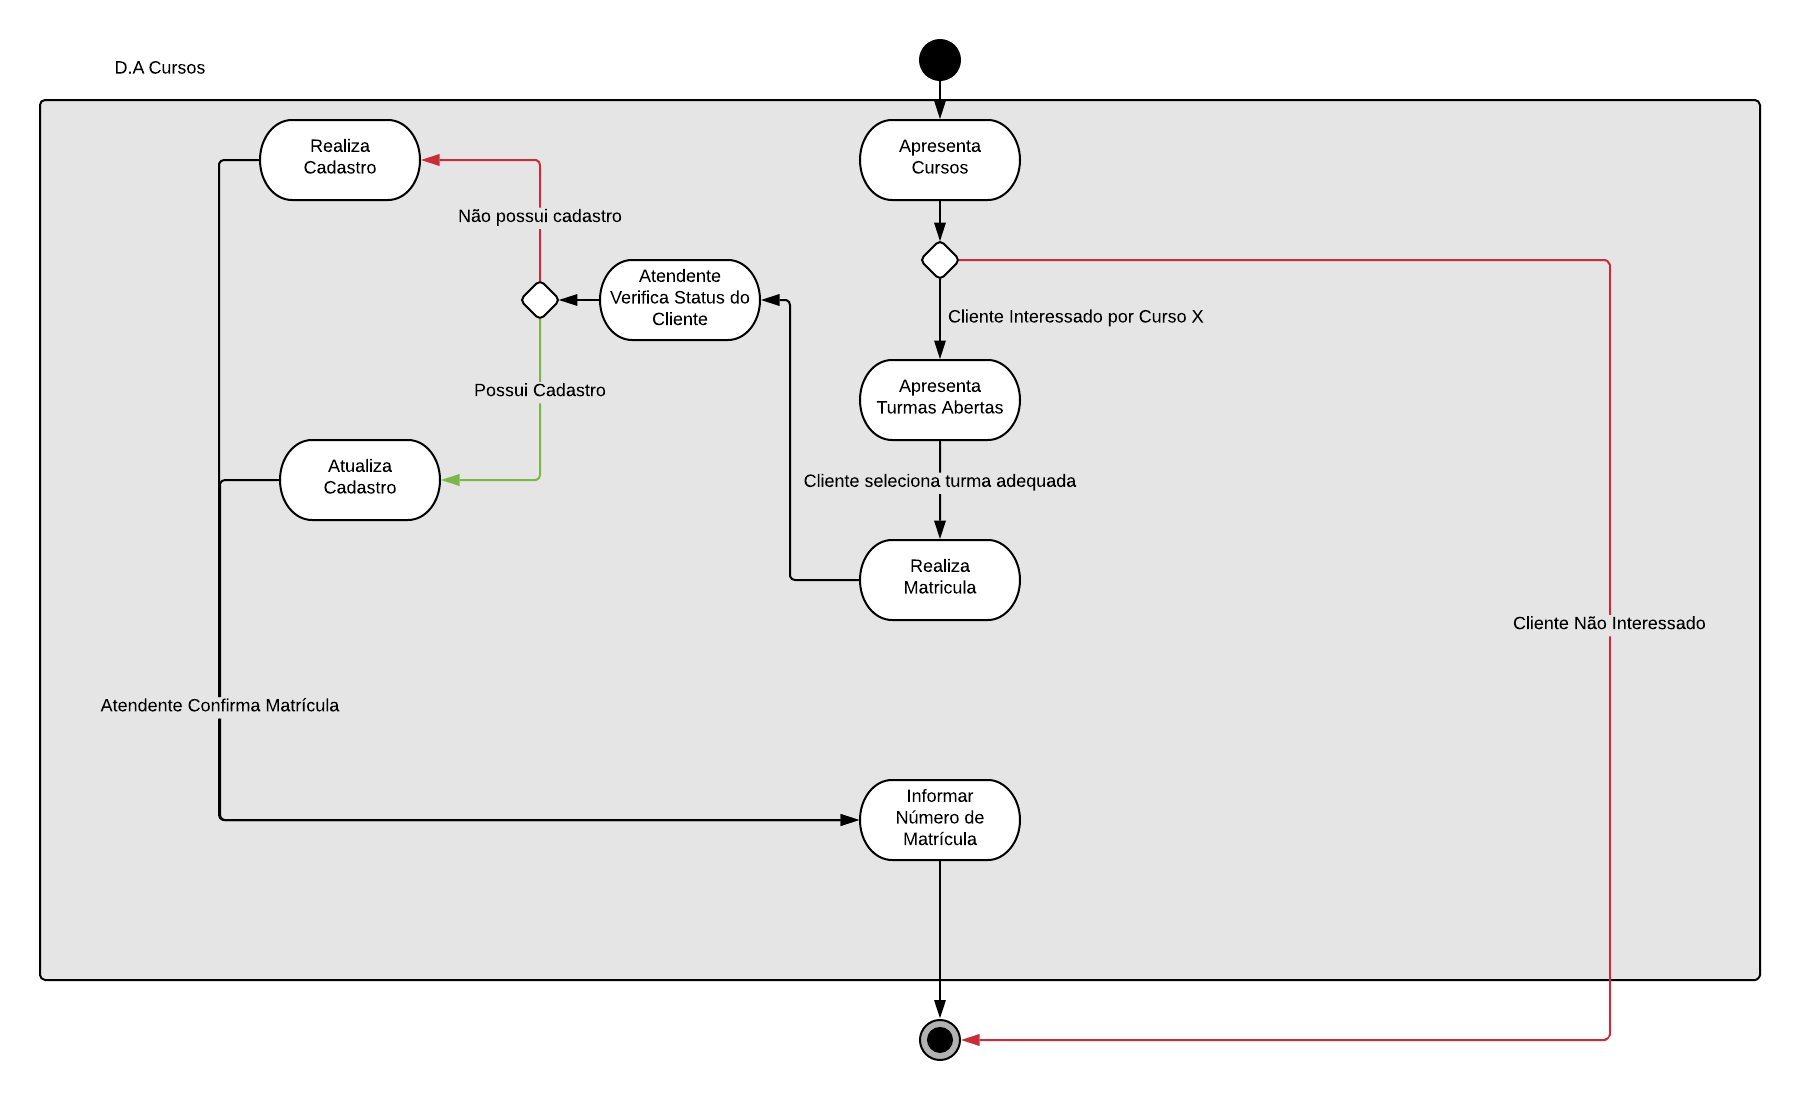 D.A Cursos
Realiza
Cadastro
Apresenta
Cursos
Não possui cadastro
Atendente
Verifica Status do
Cliente
Cliente Interessado por Curso X
Possui Cadastro
Apresenta
Turmas Abertas
Atualiza
Cadastro
Cliente seleciona turma adequada
Realiza
Matricula
Cliente Não Interessado
Atendente Confirma Matrícula
Informar
Número de
Matrícula